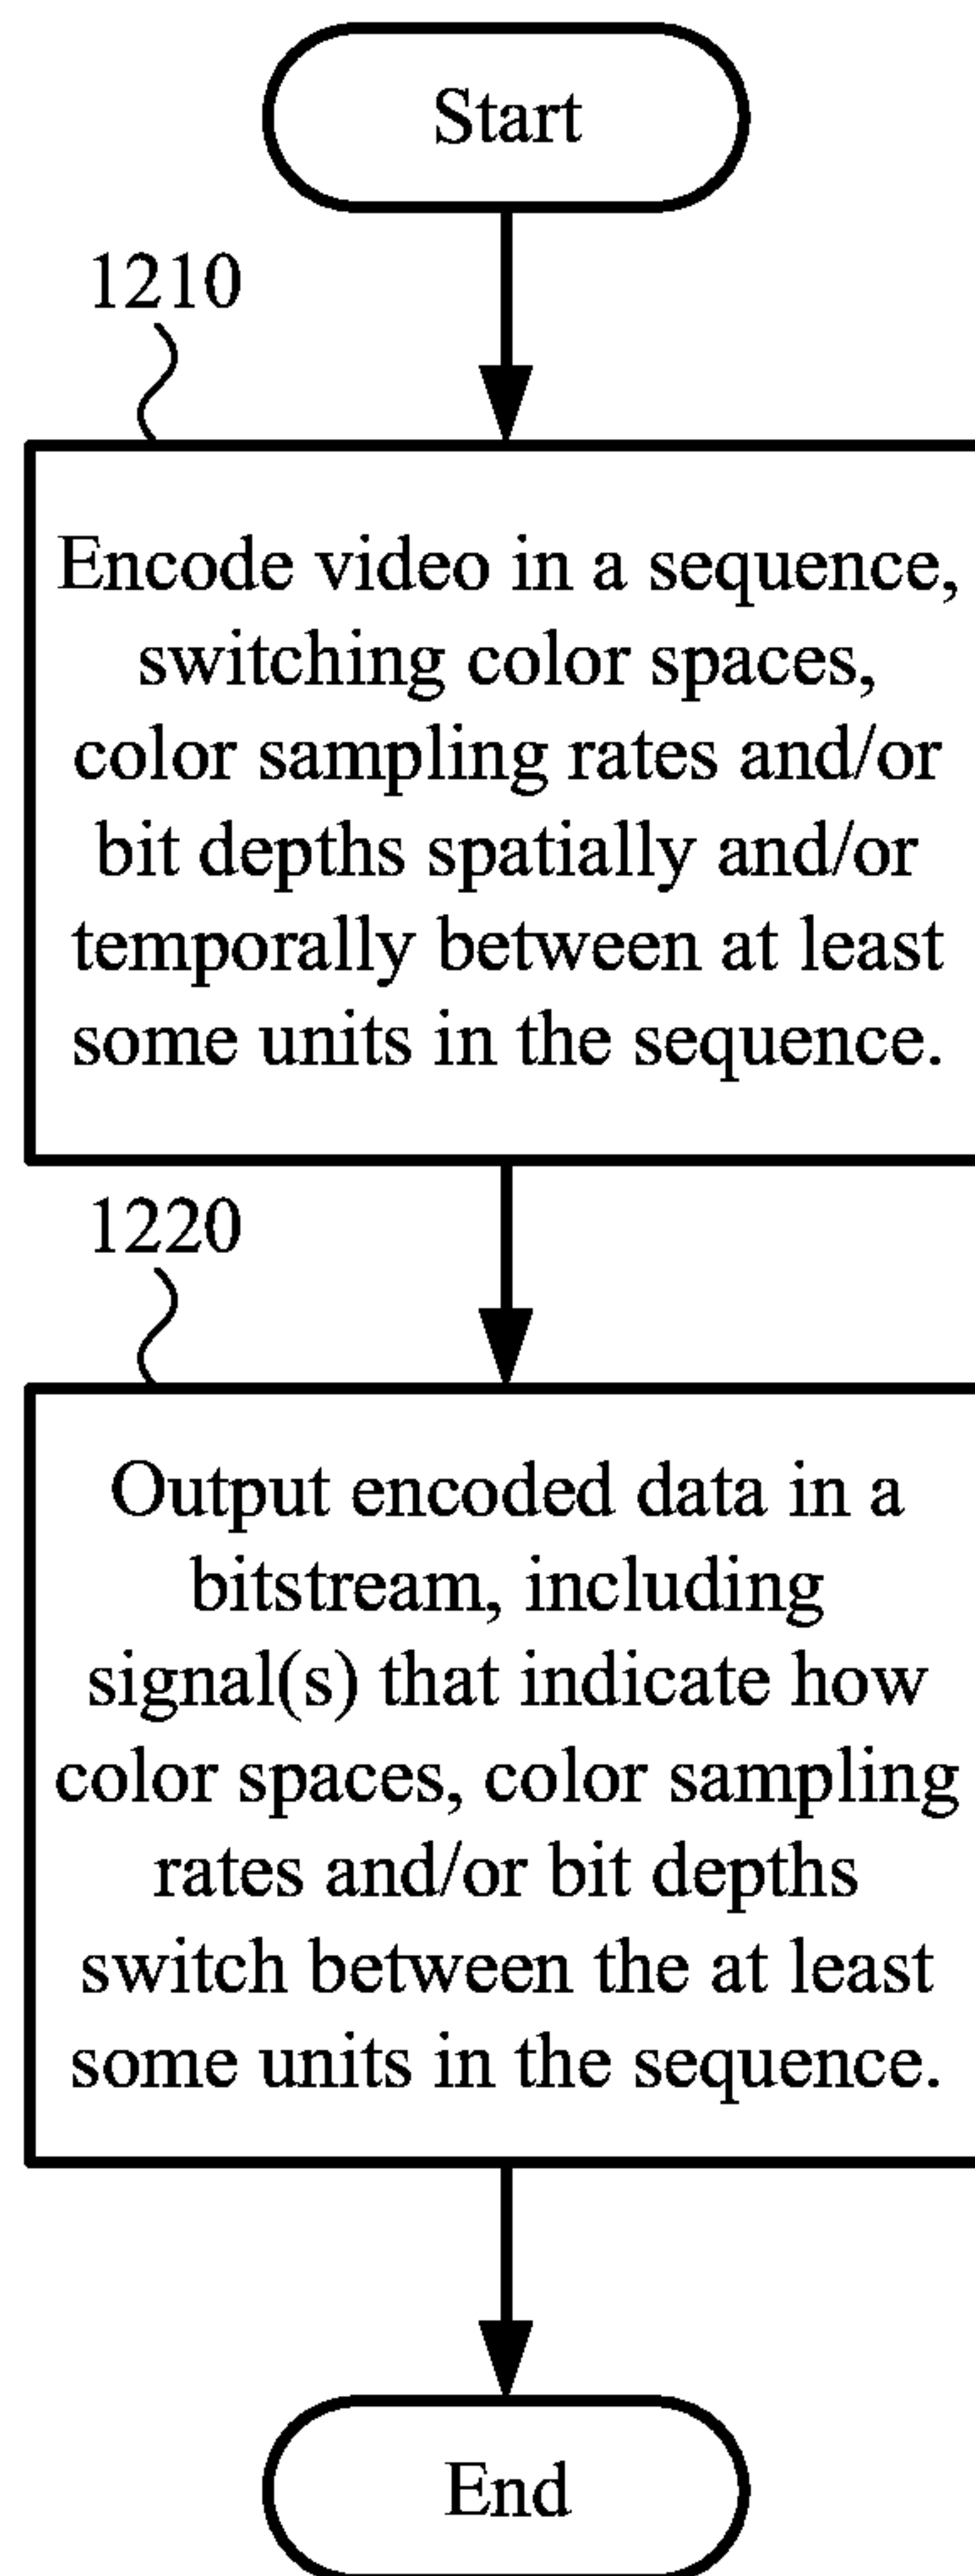 Start
1210
Encode video in a sequence,
switching color spaces,
color sampling rates and/or
bit depths spatially and/or
temporally between at least
some units in the sequence.
1220
Output encoded data in a
bitstream, including
signal(s) that indicate how
color spaces, color sampling
rates and/or bit depths
switch between the at least
some units in the sequence.
End